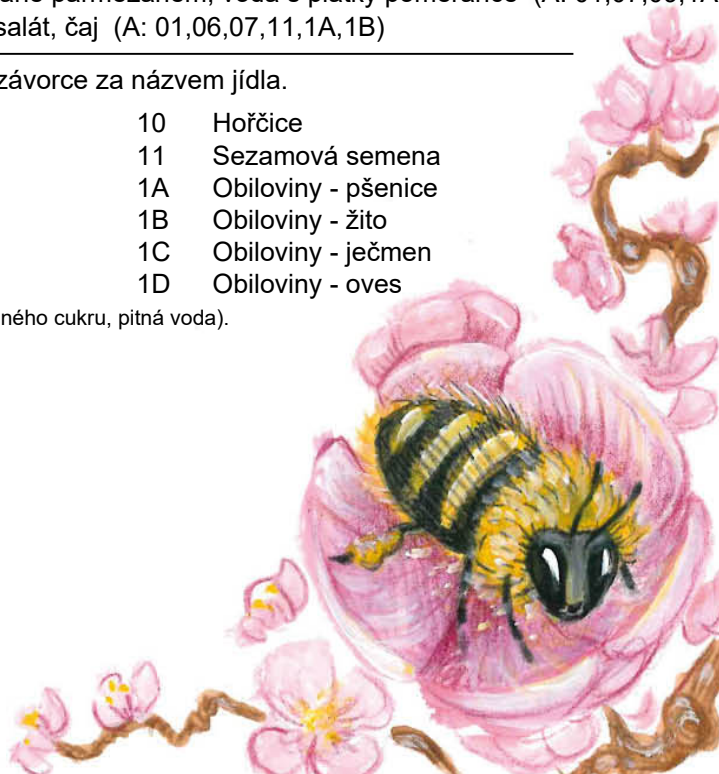 salát, čaj (A: 01,06,07,11,1A,1B)
závorce za názvem jídla.
10 Hořčice
11 Sezamová semena
1A Obiloviny - pšenice
1B Obiloviny - žito
1C Obiloviny - ječmen
1D Obiloviny - oves
ného cukru, pitná voda).